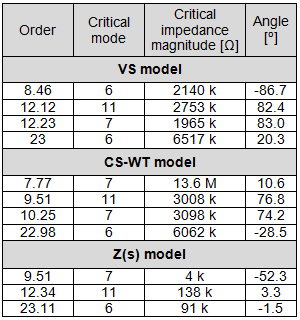 Order Critical mode Critical impedance magnitude [Ω] Angle [º]
VS model
8.46 6 2140 k -86.7
12.12 11 2753 k 82.4
12.23 7 1965 k 83.0
23 6 6517 k 20.3
CS-WT model
7.77 7 13.6 M 10.6
9.51 11 3008 k 76.8
10.25 7 3098 k 74.2
22.98 6 6062 k -28.5
Z(s) model
9.51 7 4 k -52.3
12.34 11 138 k 3.3
23.11 6 91 k -1.5